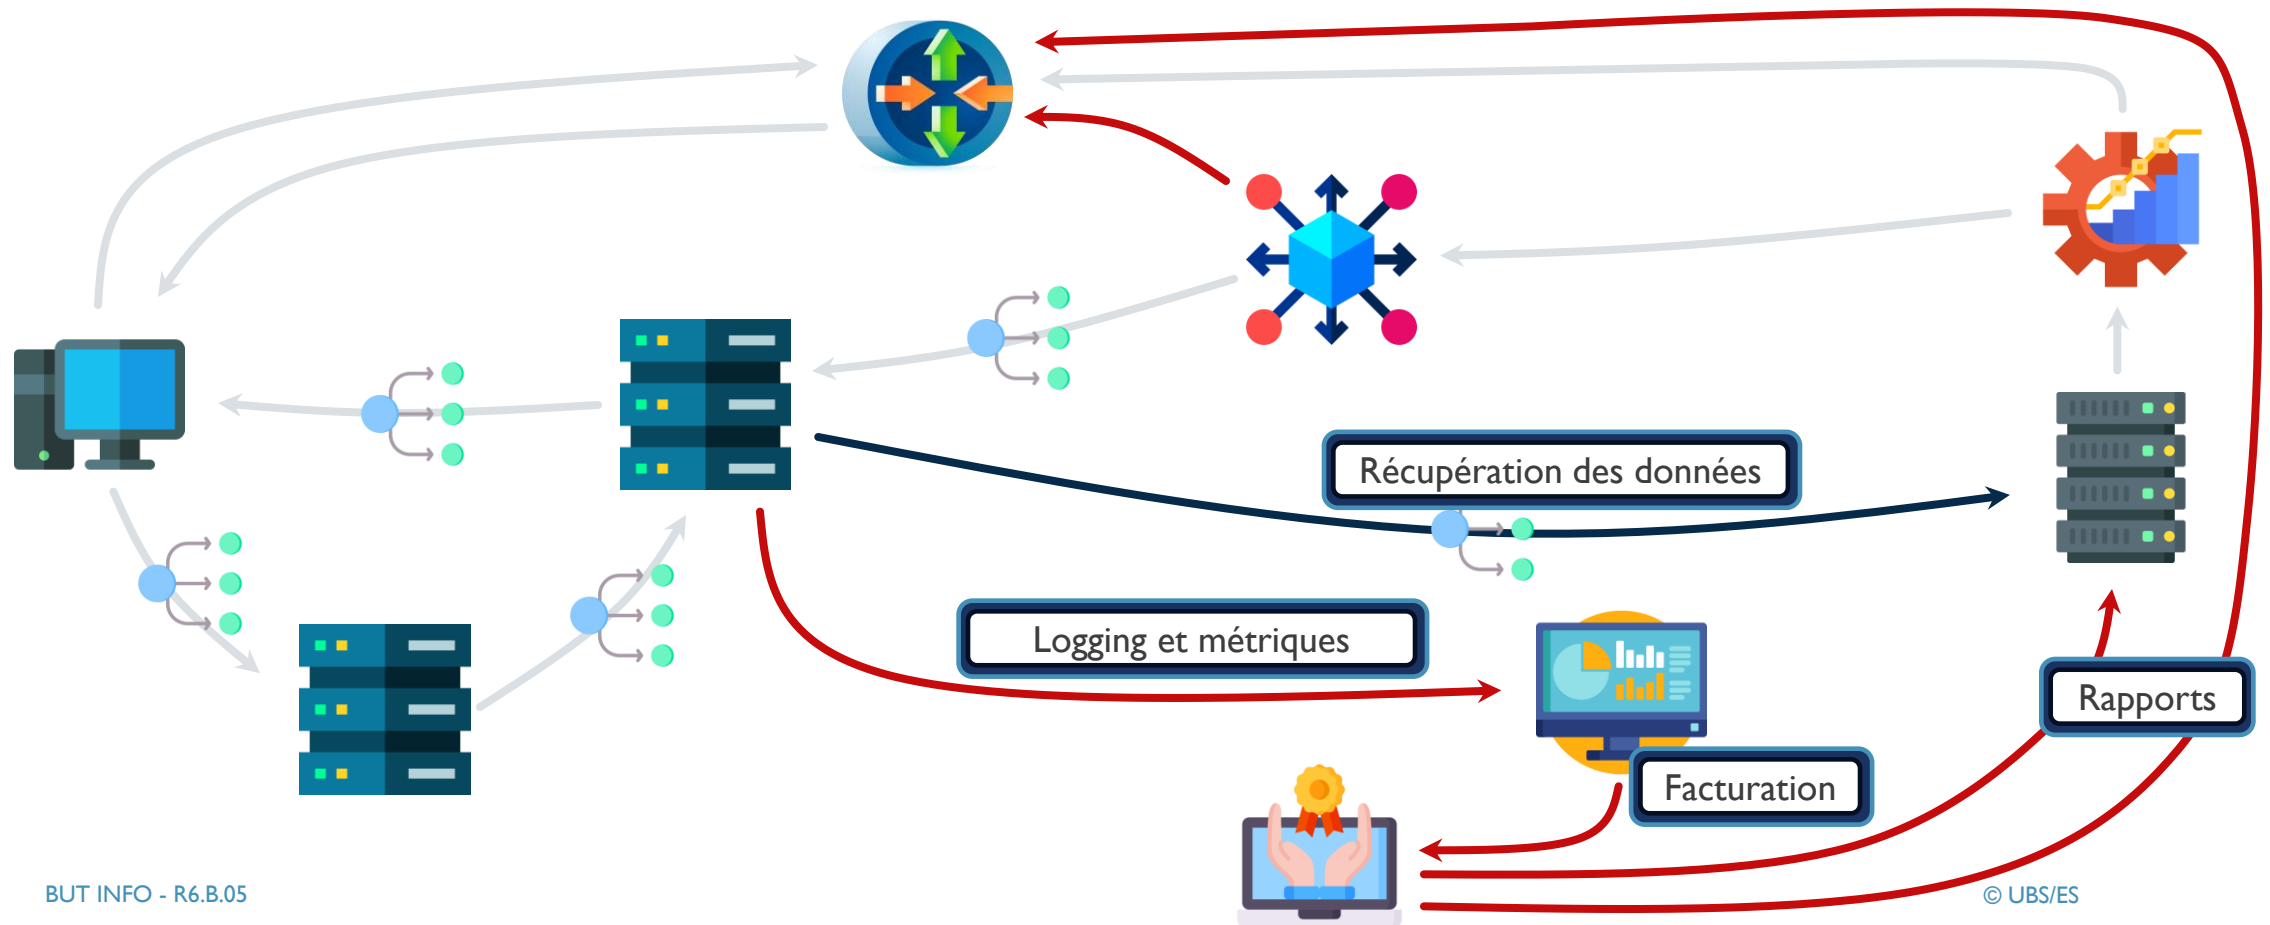 Récupération des données
Logging et métriques
Rapports
Facturation
BUT INFO - R6.B.05
© UBS/ES